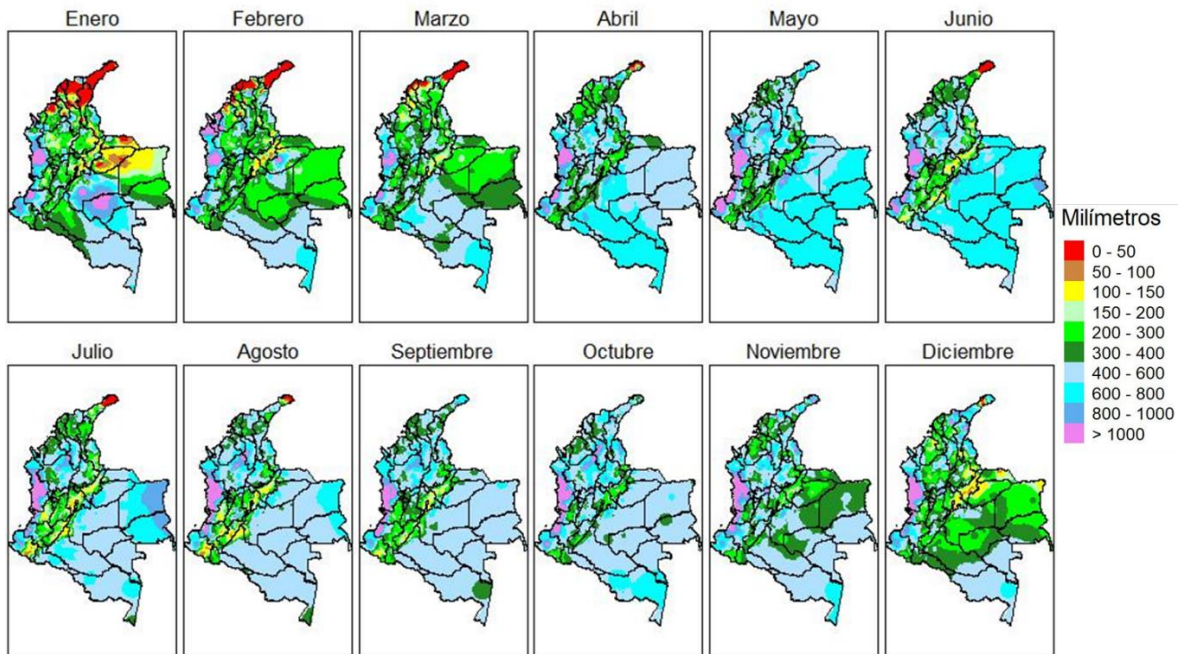 Enero Febrero Marzo Abril Mayo Junio
Milímetros
0 - 50
50 - 100
100 - 150
150 - 200
200 - 300
300 - 400
400 - 600
600 - 800
800 - 1000
> 1000
Julio Agosto Septiembre Octubre Noviembre Diciembre